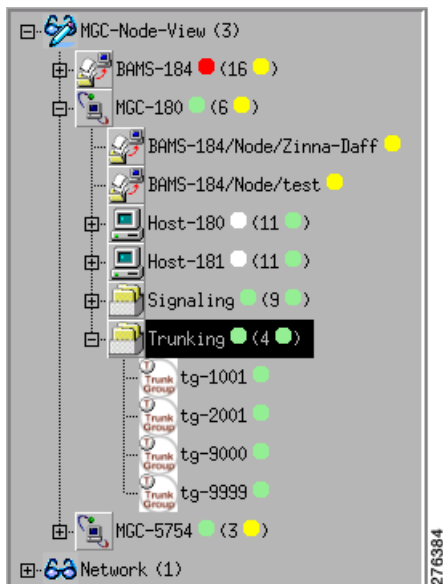 MGC-Node-View (3)
BAMS-184 (16 )
MGC-180 (6 )
BAMS-184/Node/Zinna-Daff
BAMS-184/Node/test
Host-180 (11 )
Host-181 (11 )
Signaling (9 )
Trunking (4 )
T Trunk Group tg-1001
T Trunk Group tg-2001
T Trunk Group tg-9000
T Trunk Group tg-9999
MGC-5754 (3 )
Network (1)
276384